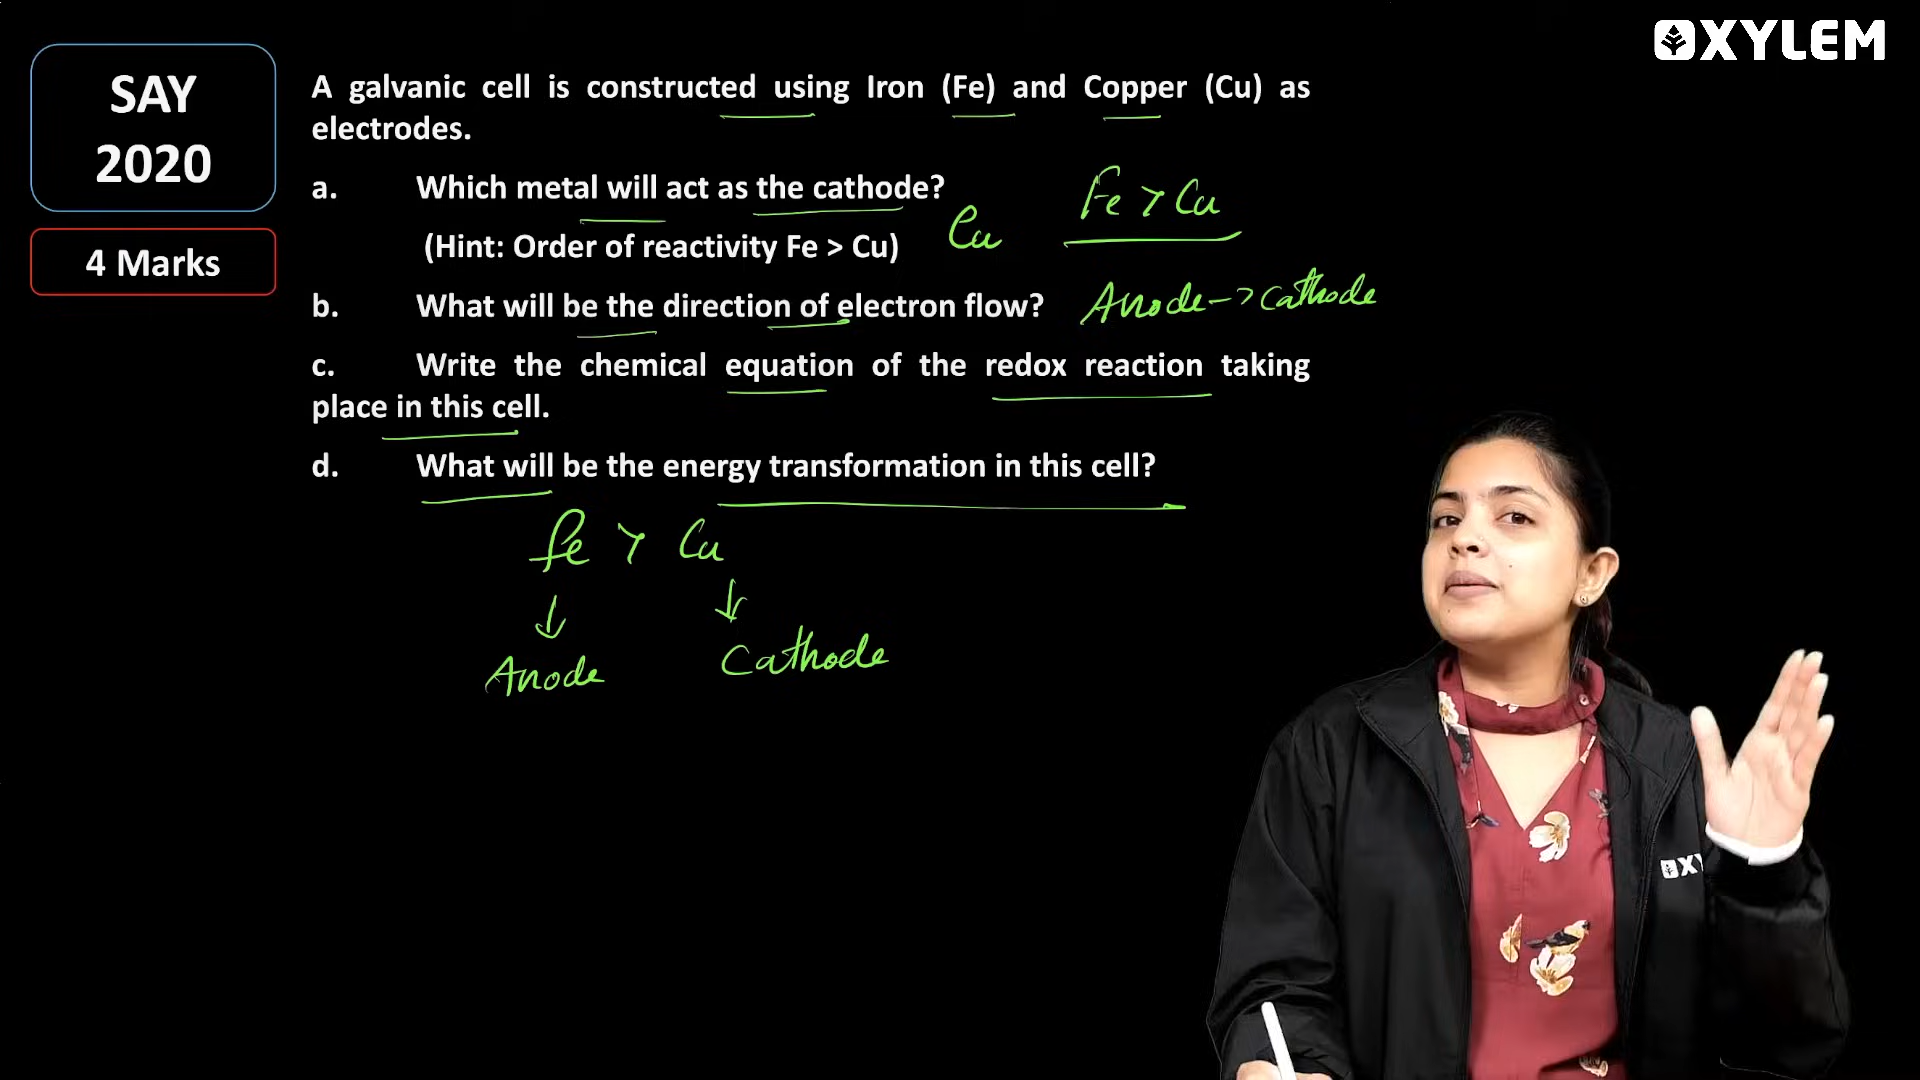 XYLEM
SAY
2020
4 Marks
A galvanic cell is constructed using Iron (Fe) and Copper (Cu) as
electrodes.
a. Which metal will act as the cathode?
Fe > Cu
(Hint: Order of reactivity Fe > Cu)
Cu
b. What will be the direction of electron flow?
Anode -> Cathode
c. Write the chemical equation of the redox reaction taking
place in this cell.
d. What will be the energy transformation in this cell?
Fe > Cu
Anode Cathode
XY